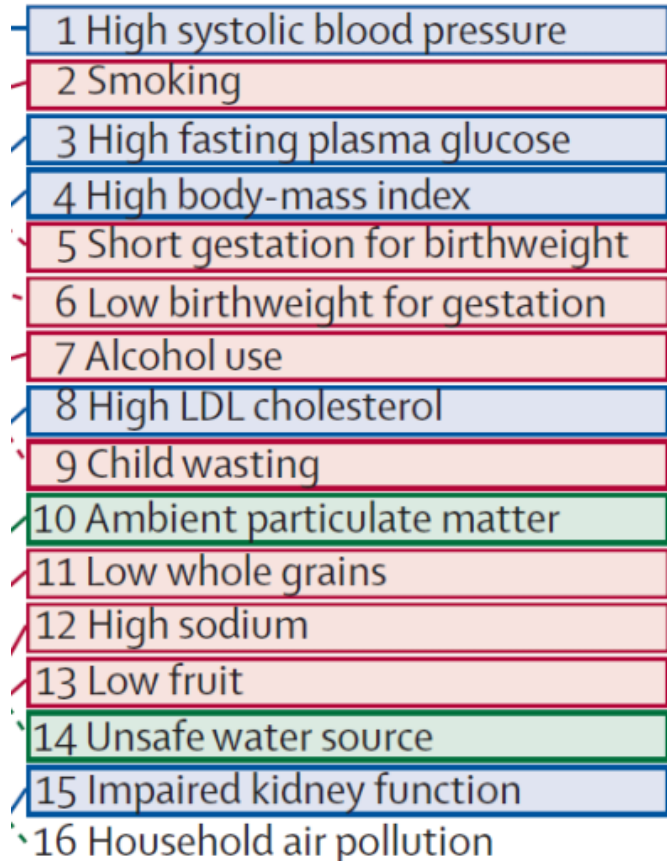 1 High systolic blood pressure
2 Smoking
3 High fasting plasma glucose
4 High body-mass index
5 Short gestation for birthweight
6 Low birthweight for gestation
7 Alcohol use
8 High LDL cholesterol
9 Child wasting
10 Ambient particulate matter
11 Low whole grains
12 High sodium
13 Low fruit
14 Unsafe water source
15 Impaired kidney function
16 Household air pollution